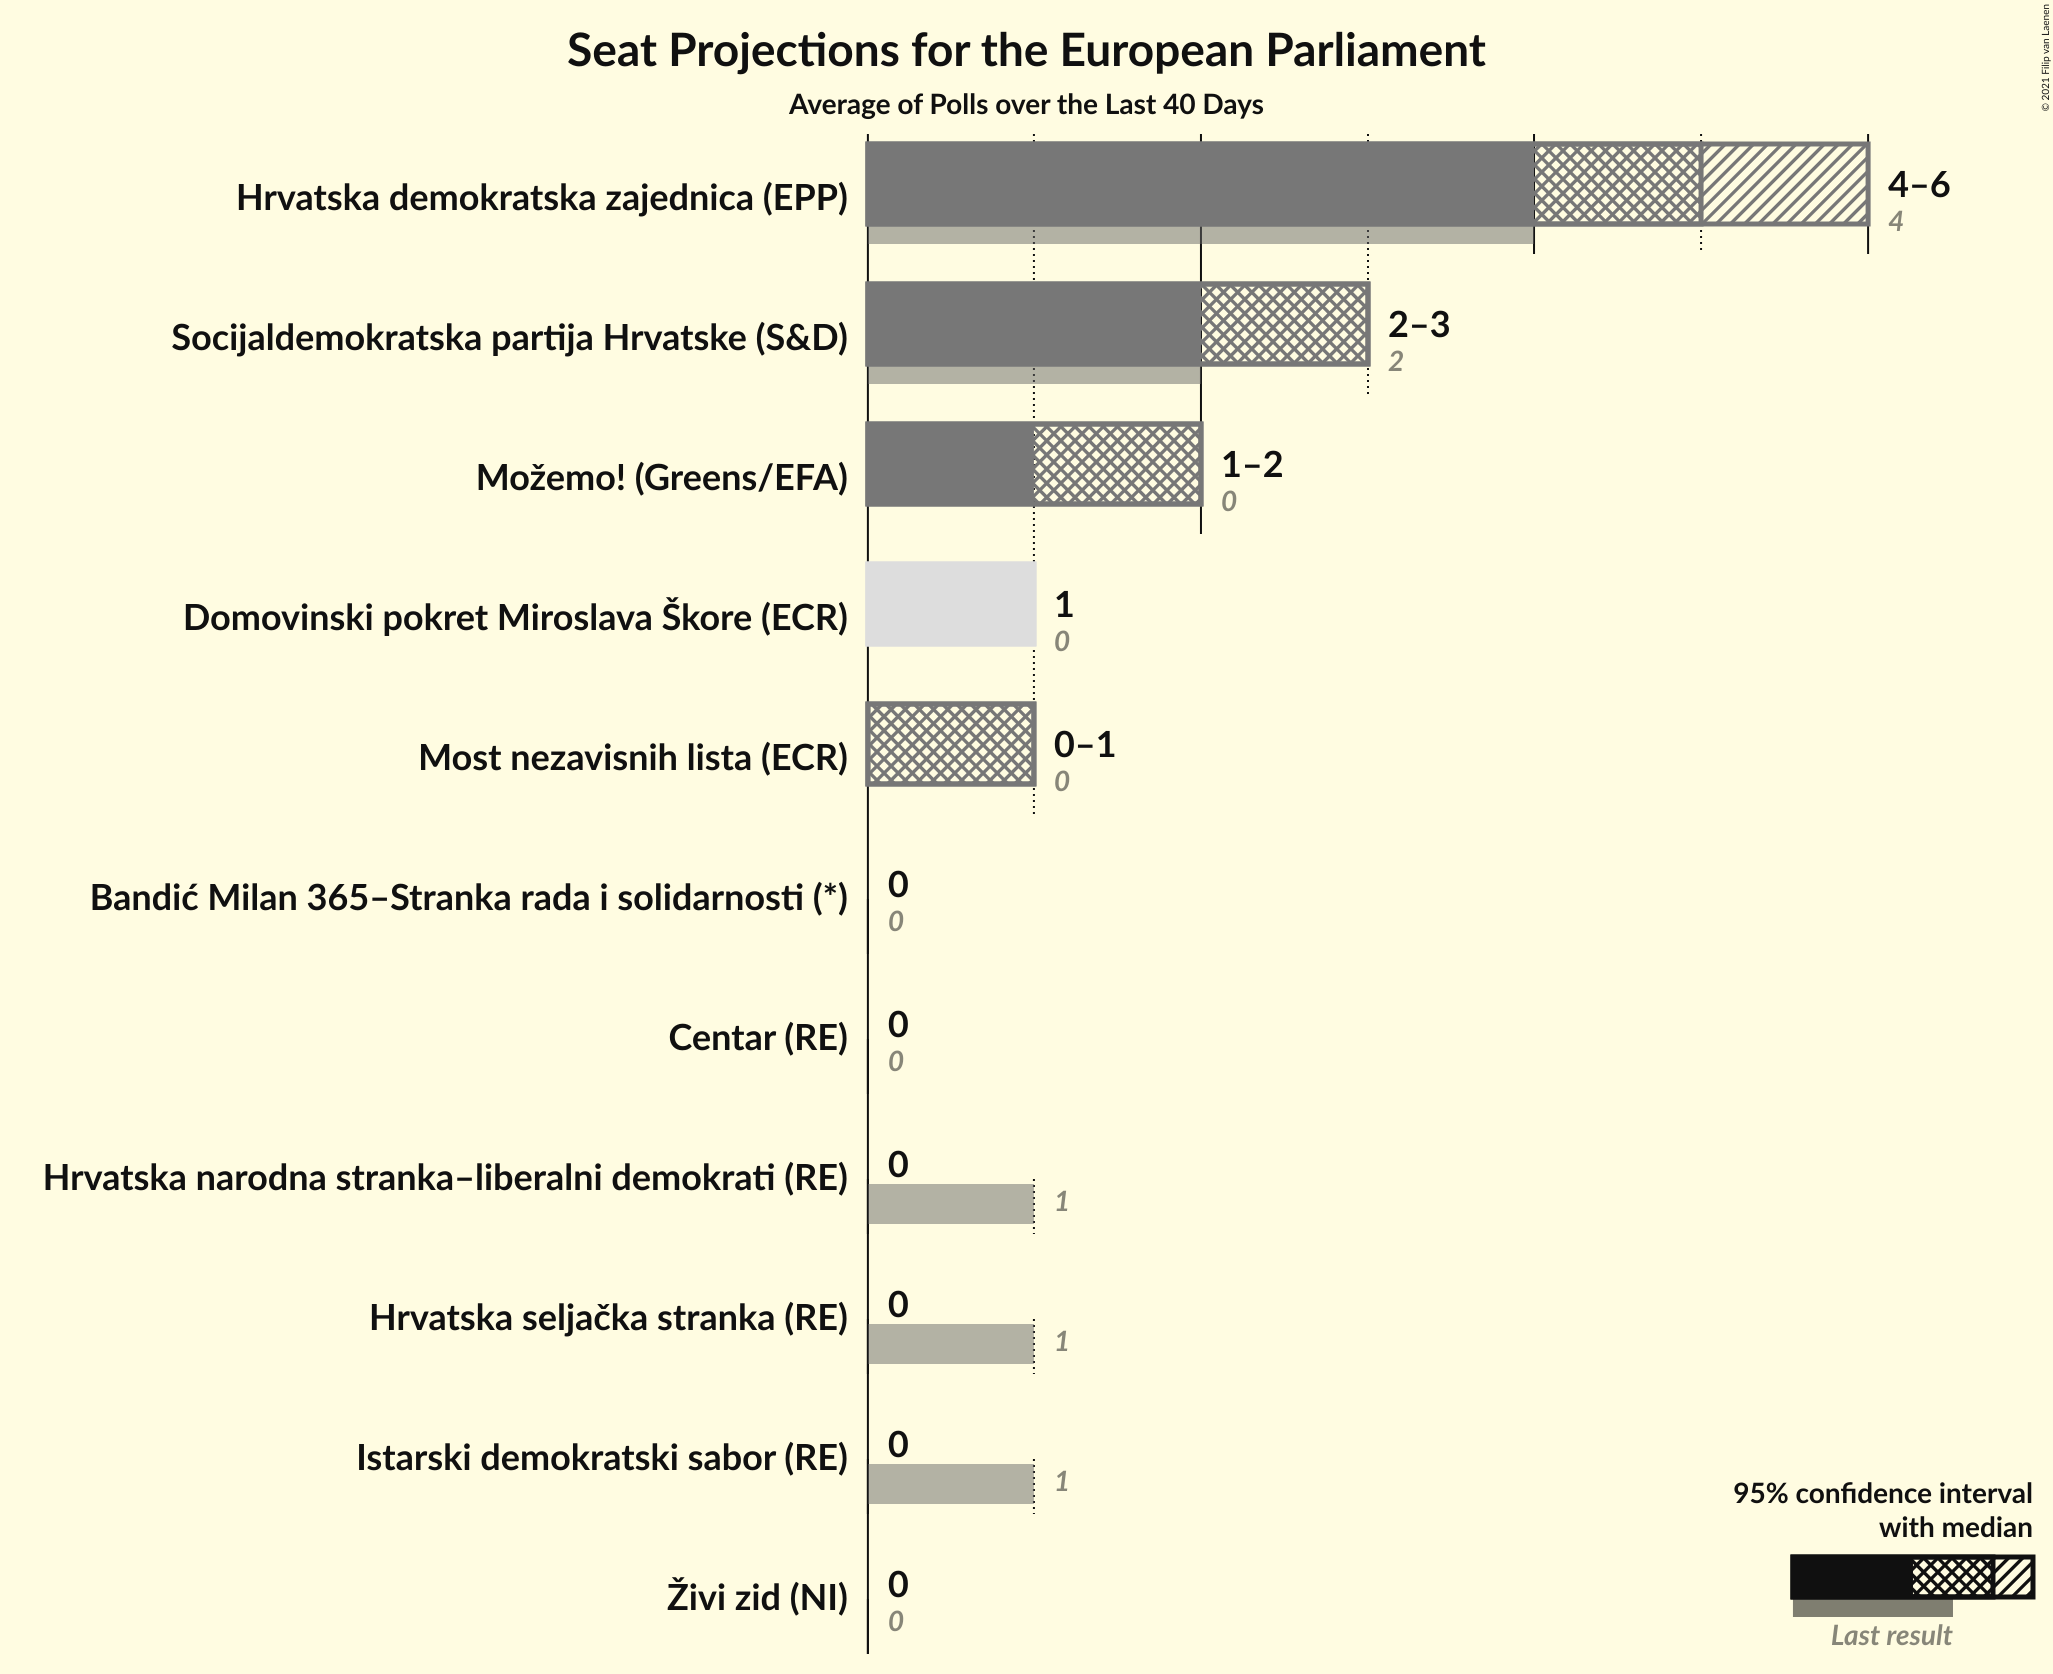 Seat Projections for the European Parliament
Average of Polls over the Last 40 Days
© 2021 Filip van Laenen
Hrvatska demokratska zajednica (EPP)
4–6
4
Socijaldemokratska partija Hrvatske (S&D)
2–3
2
Možemo! (Greens/EFA)
1–2
0
Domovinski pokret Miroslava Škore (ECR)
1
0
Most nezavisnih lista (ECR)
0–1
0
Bandić Milan 365–Stranka rada i solidarnosti (*)
0
0
Centar (RE)
0
0
Hrvatska narodna stranka–liberalni demokrati (RE)
0
1
Hrvatska seljačka stranka (RE)
0
1
Istarski demokratski sabor (RE)
0
1
Živi zid (NI)
0
0
95% confidence interval
with median
Last result